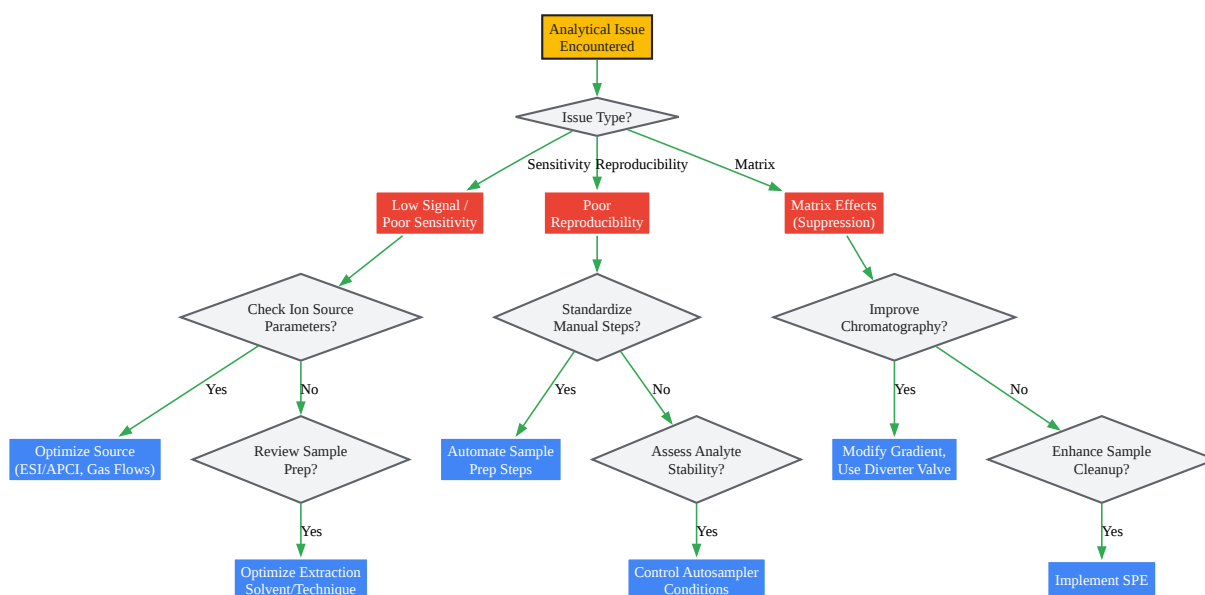 Analytical Issue
Encountered
Issue Type?
Sensitivity
Reproducibility
Matrix
Low Signal /
Poor Sensitivity
Poor
Reproducibility
Matrix Effects
(Suppression)
Check Ion Source
Parameters?
Standardize
Manual Steps?
Improve
Chromatography?
Yes
No
Yes
No
Yes
No
Optimize Source
(ESI/APCI, Gas Flows)
Review Sample
Prep?
Automate Sample
Prep Steps
Assess Analyte
Stability?
Modify Gradient,
Use Diverter Valve
Enhance Sample
Cleanup?
Yes
Yes
Yes
Optimize Extraction
Solvent/Technique
Control Autosampler
Conditions
Implement SPE